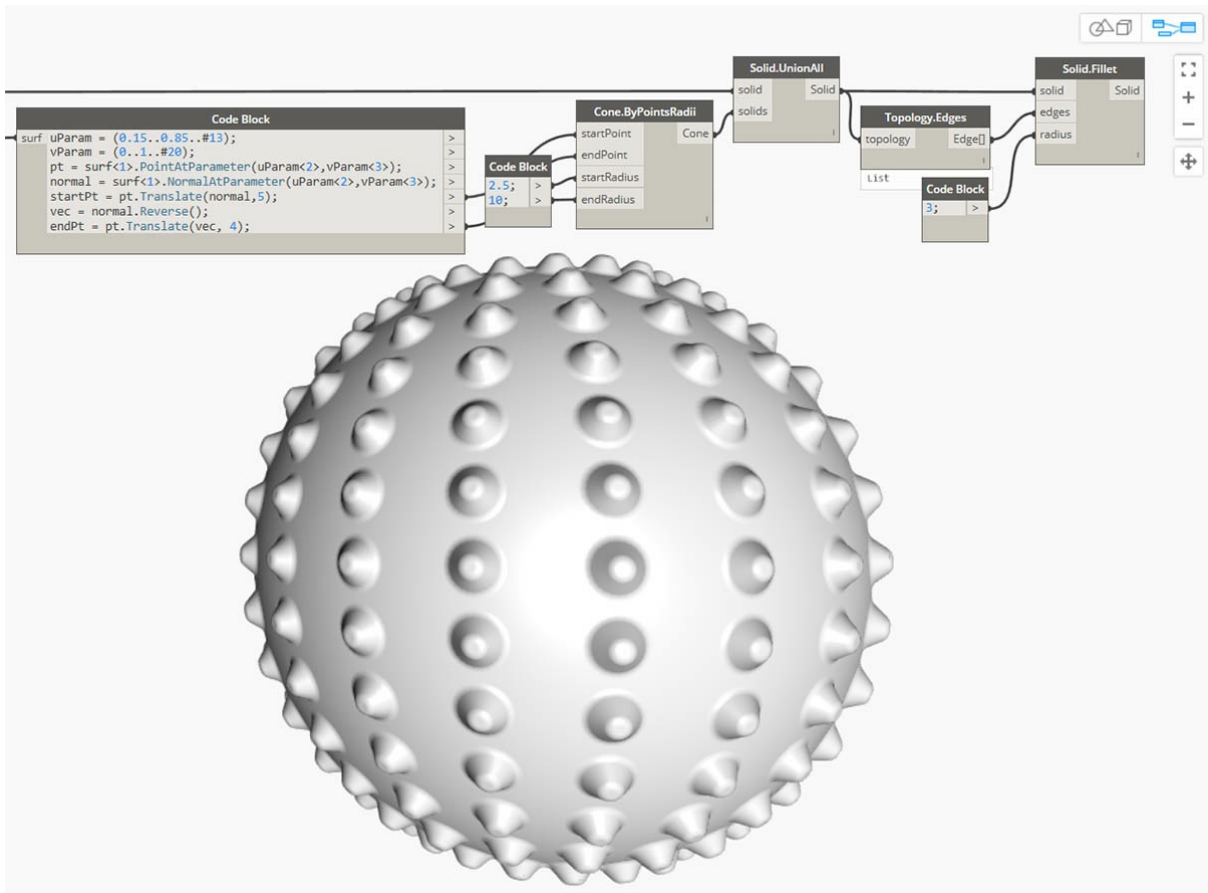 Code Block
surf
uParam = (0.15..0.85..#13);
>
vParam = (0..1..#20);
>
pt = surf<1>.PointAtParameter(uParam<2>,vParam<3>);
>
normal = surf<1>.NormalAtParameter(uParam<2>,vParam<3>);
>
startPt = pt.Translate(normal,5);
>
vec = normal.Reverse();
>
endPt = pt.Translate(vec, 4);
>
Code Block
2.5;
>
10;
>
Cone.ByPointsRadii
startPoint
Cone
endPoint
startRadius
endRadius
Solid.UnionAll
solid
Solid
solids
Topology.Edges
topology
Edge[]
List
Code Block
3;
>
Solid.Fillet
solid
Solid
edges
radius